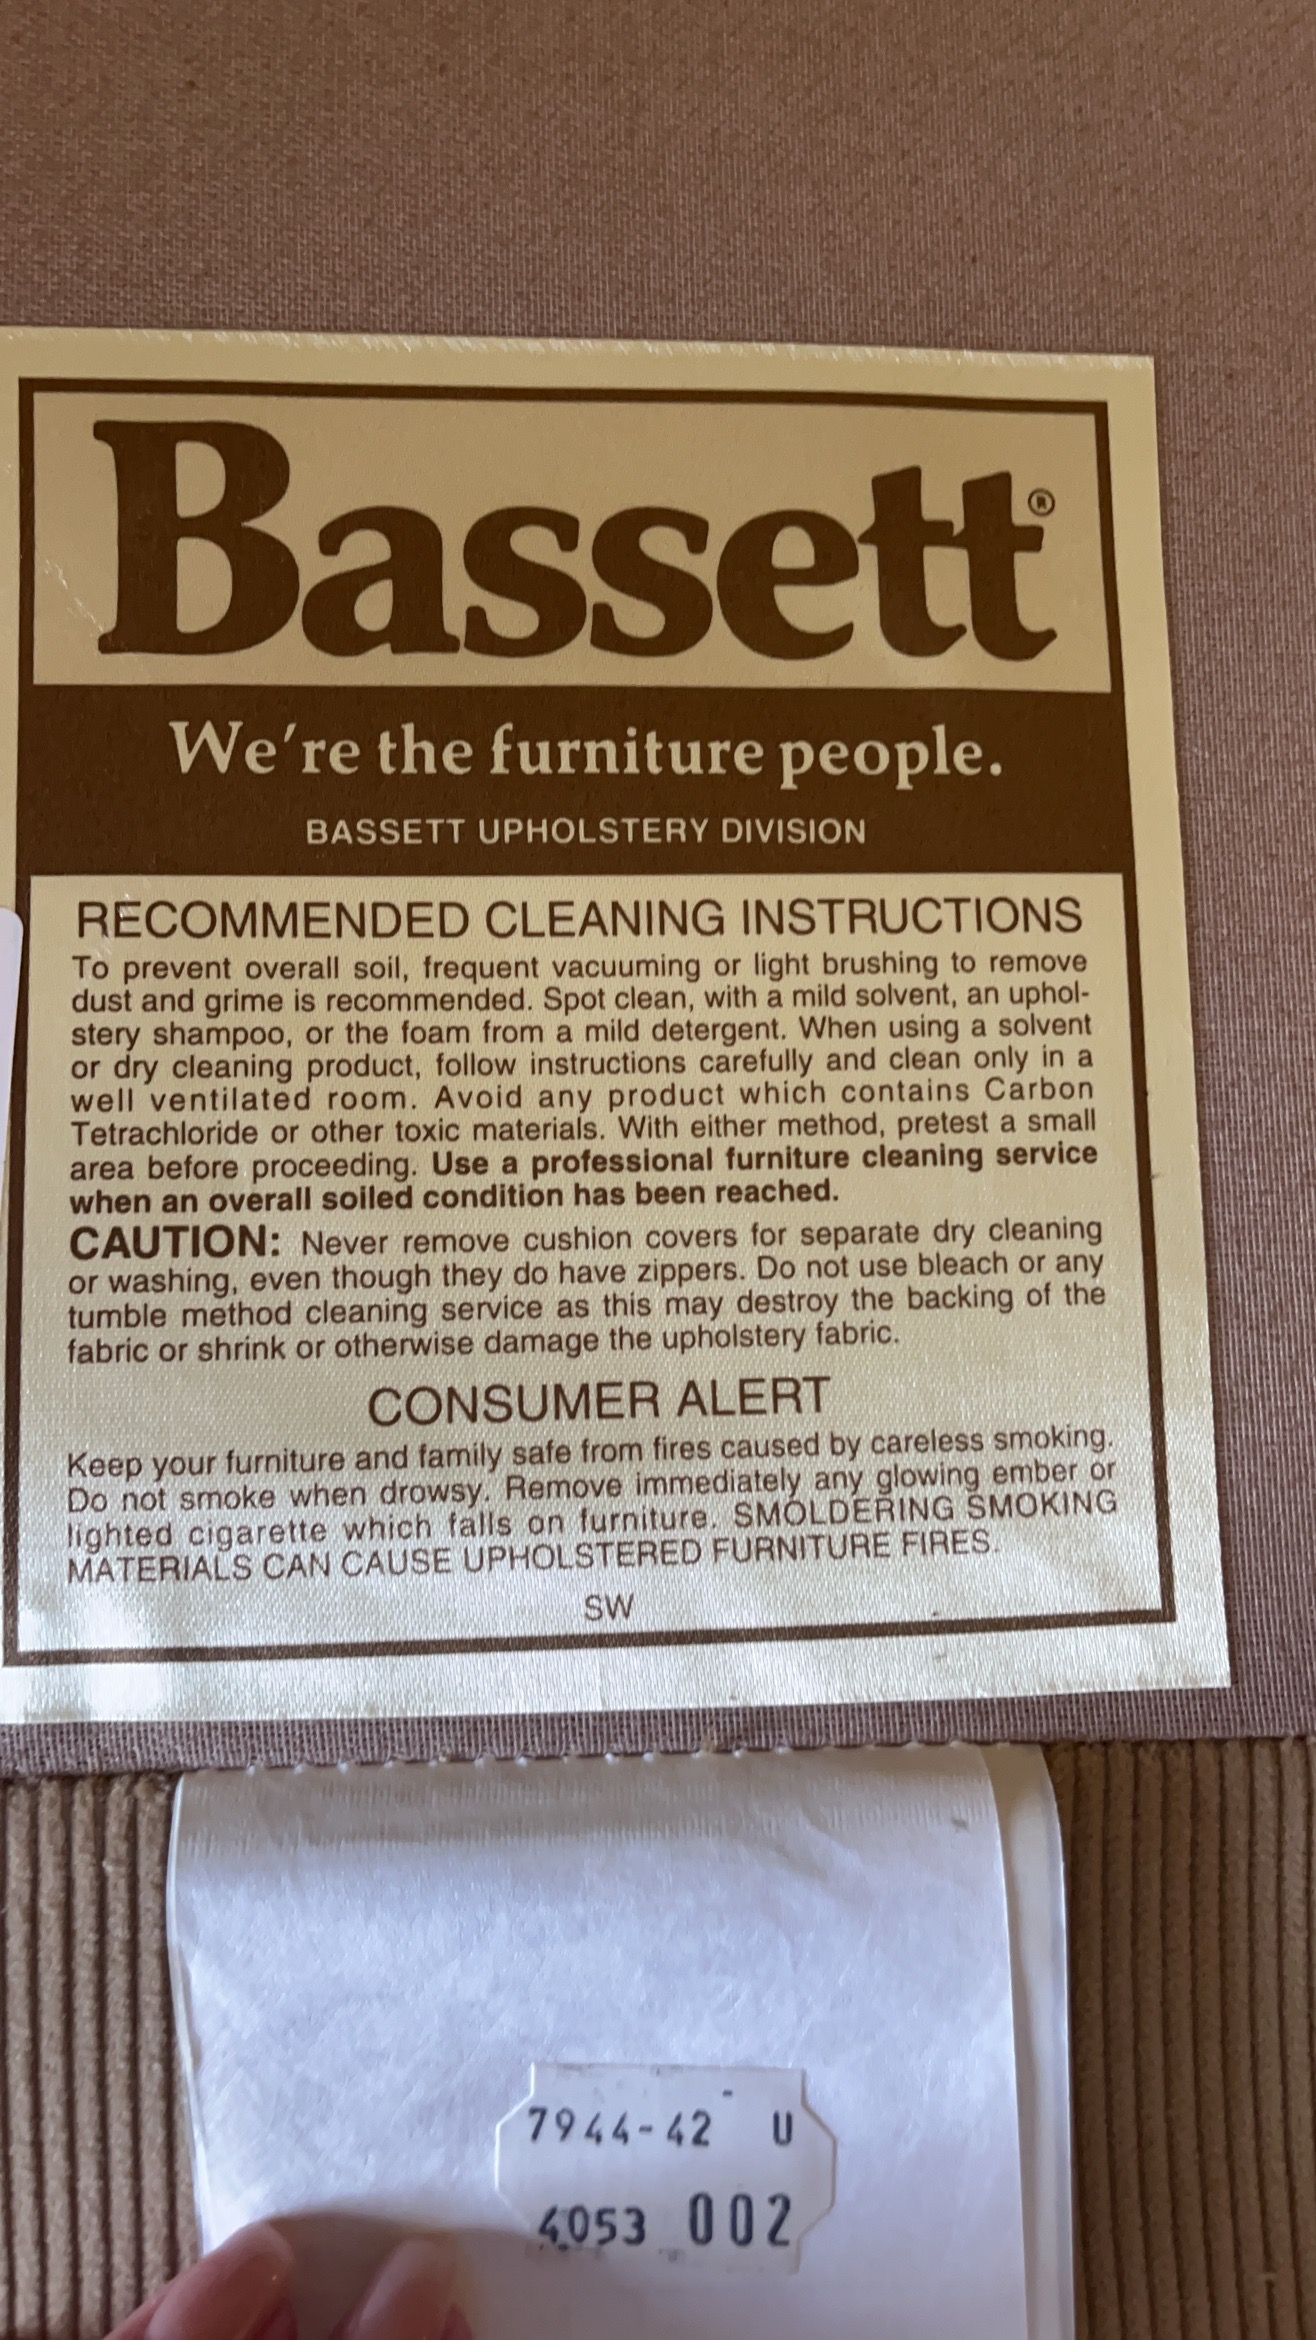 Bassett®
We're the furniture people.
BASSETT UPHOLSTERY DIVISION
RECOMMENDED CLEANING INSTRUCTIONS
To prevent overall soil, frequent vacuuming or light brushing to remove
dust and grime is recommended. Spot clean, with a mild solvent, an uphol-
stery shampoo, or the foam from a mild detergent. When using a solvent
or dry cleaning product, follow instructions carefully and clean only in a
well ventilated room. Avoid any product which contains Carbon
Tetrachloride or other toxic materials. With either method, pretest a small
area before proceeding. Use a professional furniture cleaning service
when an overall soiled condition has been reached.
CAUTION: Never remove cushion covers for separate dry cleaning
or washing, even though they do have zippers. Do not use bleach or any
tumble method cleaning service as this may destroy the backing of the
fabric or shrink or otherwise damage the upholstery fabric.
CONSUMER ALERT
Keep your furniture and family safe from fires caused by careless smoking.
Do not smoke when drowsy. Remove immediately any glowing ember or
lighted cigarette which falls on furniture. SMOLDERING SMOKING
MATERIALS CAN CAUSE UPHOLSTERED FURNITURE FIRES.
SW
7944-42 U
4053 002